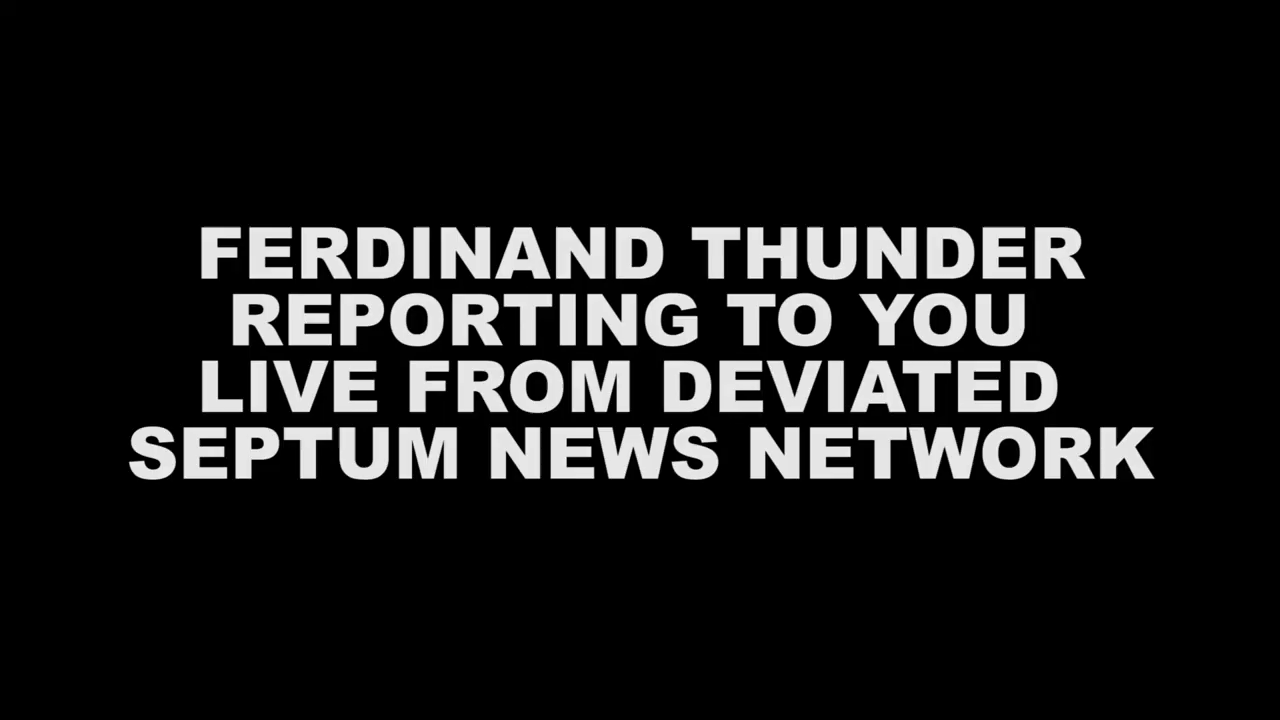 FERDINAND THUNDER
REPORTING TO YOU
LIVE FROM DEVIATED
SEPTUM NEWS NETWORK